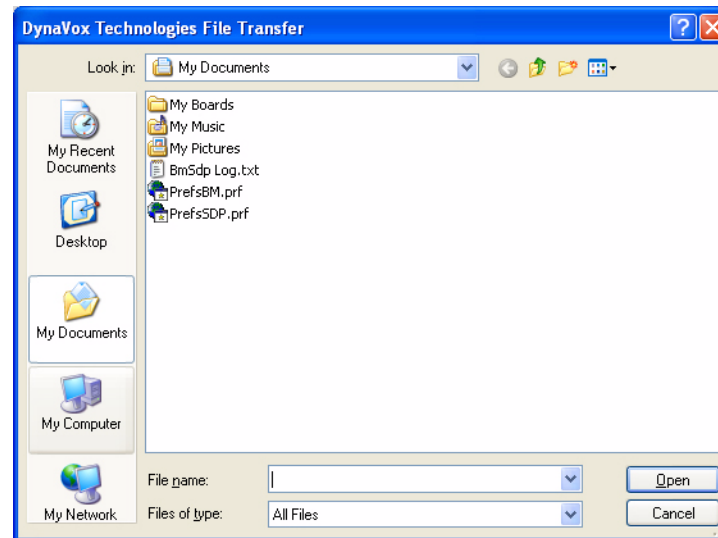 DynaVox Technologies File Transfer
Look in:
My Documents
My Recent
Documents
Desktop
My Documents
My Computer
My Network
My Boards
My Music
My Pictures
BmSdp Log.txt
PrefsBM.prf
PrefsSDP.prf
File name:
Open
Files of type:
All Files
Cancel